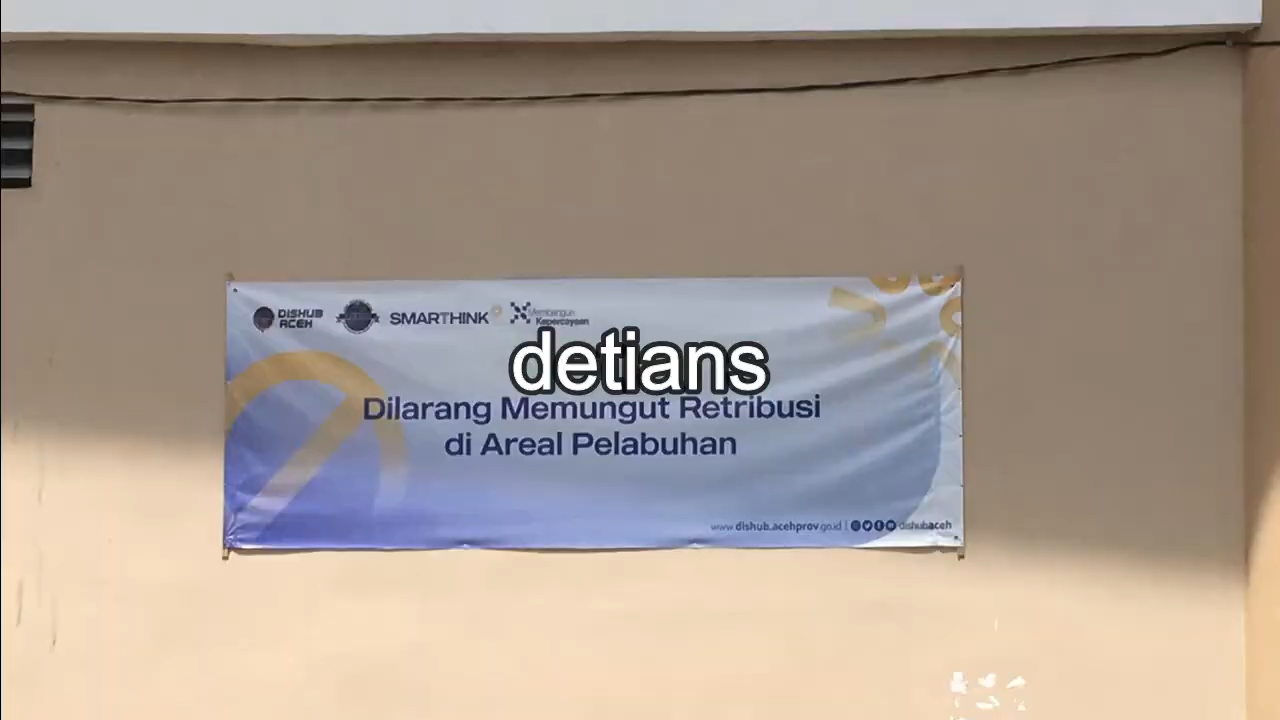 DISHUB
ACEH
SMARTHINK
Membangun
Kepercayaan
detians
Dilarang Memungut Retribusi
di Areal Pelabuhan
www.dishub.acehprov.go.id | dishubaceh